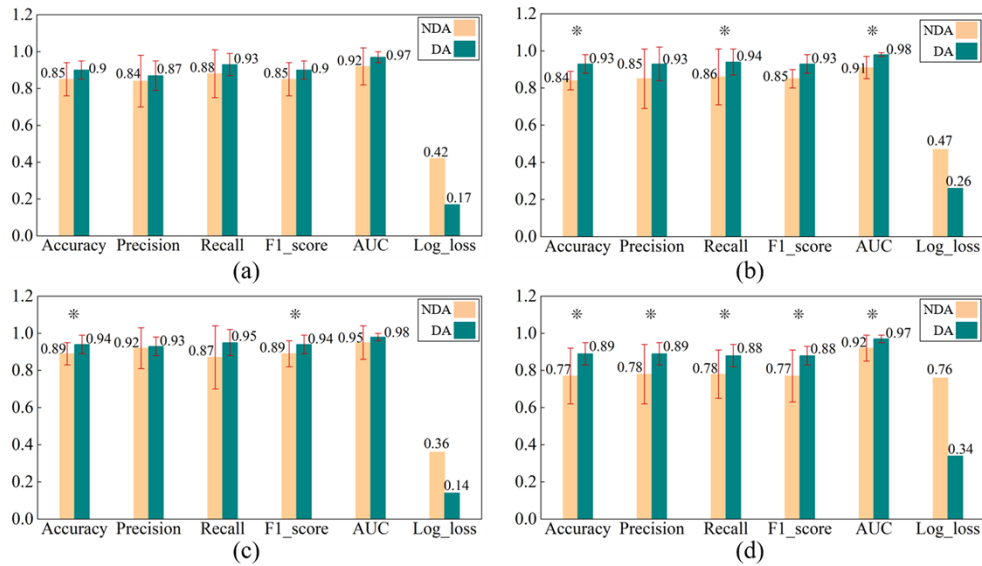 1.2
1.0
0.8
0.6
0.4
0.2
0.0
NDA
DA
0.85 0.9 0.84 0.87 0.88 0.93 0.85 0.9 0.92 0.97 0.42 0.17
Accuracy Precision Recall F1_score AUC Log_loss
(a)
1.2
1.0
0.8
0.6
0.4
0.2
0.0
NDA
DA
※ ※ ※
0.84 0.93 0.85 0.93 0.86 0.94 0.85 0.93 0.91 0.98 0.47 0.26
Accuracy Precision Recall F1_score AUC Log_loss
(b)
1.2
1.0
0.8
0.6
0.4
0.2
0.0
NDA
DA
※ ※
0.89 0.94 0.92 0.93 0.87 0.95 0.89 0.94 0.95 0.98 0.36 0.14
Accuracy Precision Recall F1_score AUC Log_loss
(c)
1.2
1.0
0.8
0.6
0.4
0.2
0.0
NDA
DA
※ ※ ※ ※ ※
0.77 0.89 0.78 0.89 0.78 0.88 0.77 0.88 0.92 0.97 0.76 0.34
Accuracy Precision Recall F1_score AUC Log_loss
(d)